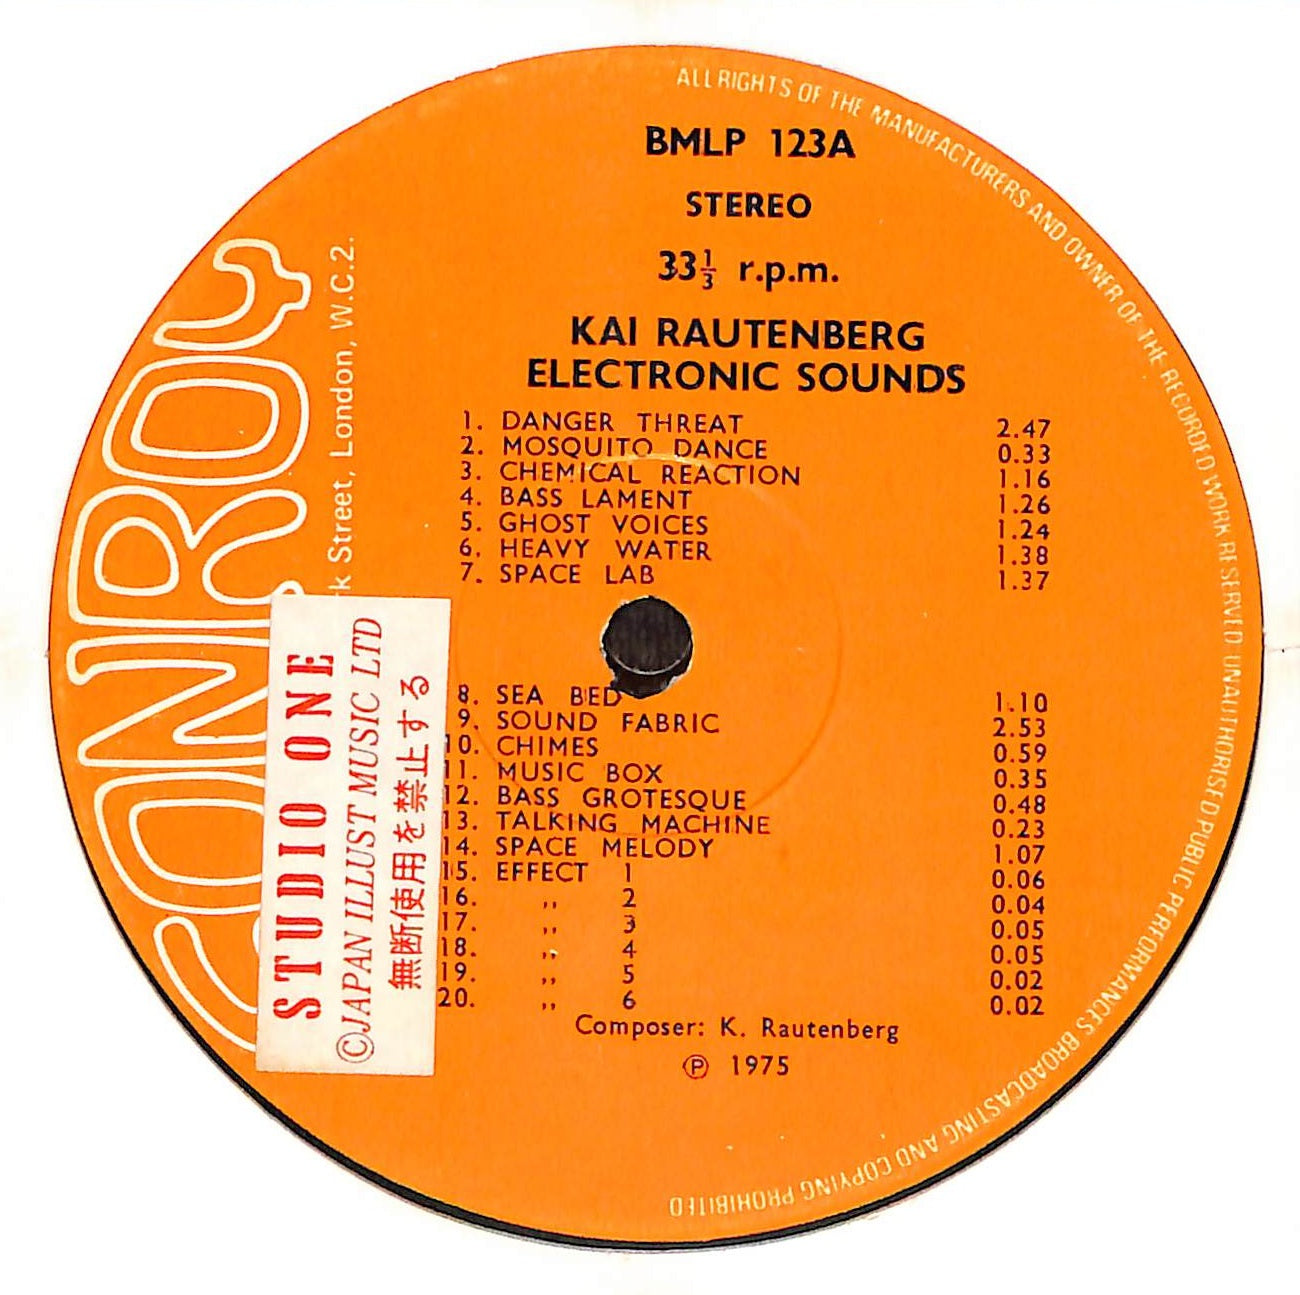 ALL RIGHTS OF THE MANUFACTURERS AND OWNER OF THE RECORDED WORK RESERVED UNAUTHORISED PUBLIC PERFORMANCES BROADCASTING AND COPYING PROHIBITED
BMLP 123A
STEREO
33⅓ r.p.m.
KAI RAUTENBERG
ELECTRONIC SOUNDS
1. DANGER THREAT 2.47
2. MOSQUITO DANCE 0.33
3. CHEMICAL REACTION 1.16
4. BASS LAMENT 1.26
5. GHOST VOICES 1.24
6. HEAVY WATER 1.38
7. SPACE LAB 1.37
8. SEA BED 1.10
9. SOUND FABRIC 2.53
10. CHIMES 0.59
11. MUSIC BOX 0.35
12. BASS GROTESQUE 0.48
13. TALKING MACHINE 0.23
14. SPACE MELODY 1.07
15. EFFECT 1 0.06
16. ,, 2 0.04
17. ,, 3 0.05
18. ,, 4 0.05
19. ,, 5 0.02
20. ,, 6 0.02
Composer: K. Rautenberg
Ⓟ 1975
CONROY
k Street, London, W.C.2.
STUDIO ONE
©JAPAN ILLUST MUSIC LTD
無断使用を禁止する